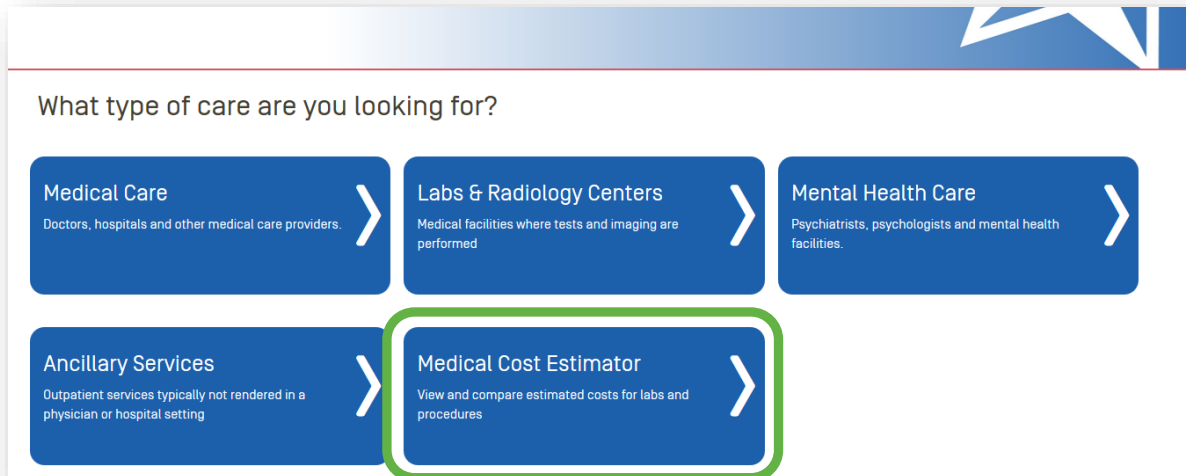 What type of care are you looking for?
Medical Care
Doctors, hospitals and other medical care providers.
Labs & Radiology Centers
Medical facilities where tests and imaging are
performed
Mental Health Care
Psychiatrists, psychologists and mental health
facilities.
Ancillary Services
Outpatient services typically not rendered in a
physician or hospital setting
Medical Cost Estimator
View and compare estimated costs for labs and
procedures